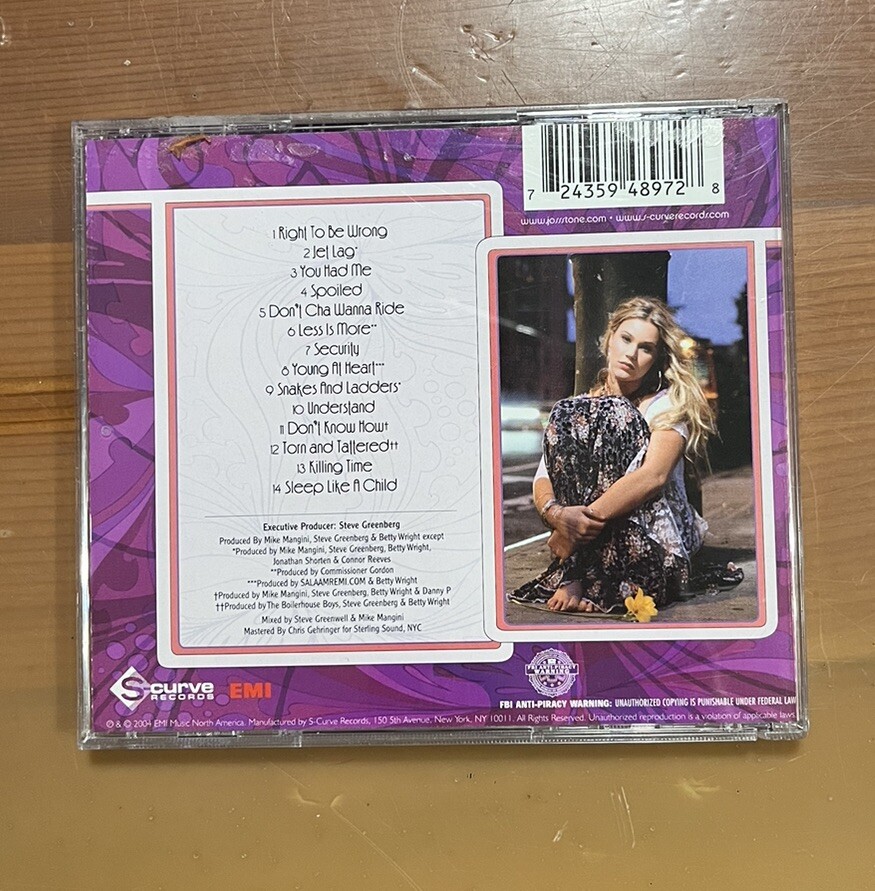 7 24359 48972 8
www.jossstone.com • www.s-curverecords.com
1 Right To Be Wrong
2 Jet Lag*
3 You Had Me
4 Spoiled
5 Don't Cha Wanna Ride
6 Less Is More**
7 Security
8 Young At Heart***
9 Snakes And Ladders*
10 Understand
11 Don't Know How†
12 Torn and Tattered††
13 Killing Time
14 Sleep Like A Child
Executive Producer: Steve Greenberg
Produced By Mike Mangini, Steve Greenberg & Betty Wright except
*Produced by Mike Mangini, Steve Greenberg, Betty Wright,
Jonathan Shorten & Connor Reeves
**Produced by Commissioner Gordon
***Produced by SALAAMREMI.COM & Betty Wright
†Produced by Mike Mangini, Steve Greenberg, Betty Wright & Danny P
††Produced by The Boilerhouse Boys, Steve Greenberg & Betty Wright
Mixed by Steve Greenwell & Mike Mangini
Mastered By Chris Gehringer for Sterling Sound, NYC
S-curve
RECORDS
EMI
FBI ANTI-PIRACY
WARNING
FBI ANTI-PIRACY WARNING: UNAUTHORIZED COPYING IS PUNISHABLE UNDER FEDERAL LAW
℗ & © 2004 EMI Music North America. Manufactured by S-Curve Records, 150 5th Avenue, New York, NY 10011. All Rights Reserved. Unauthorized reproduction is a violation of applicable laws